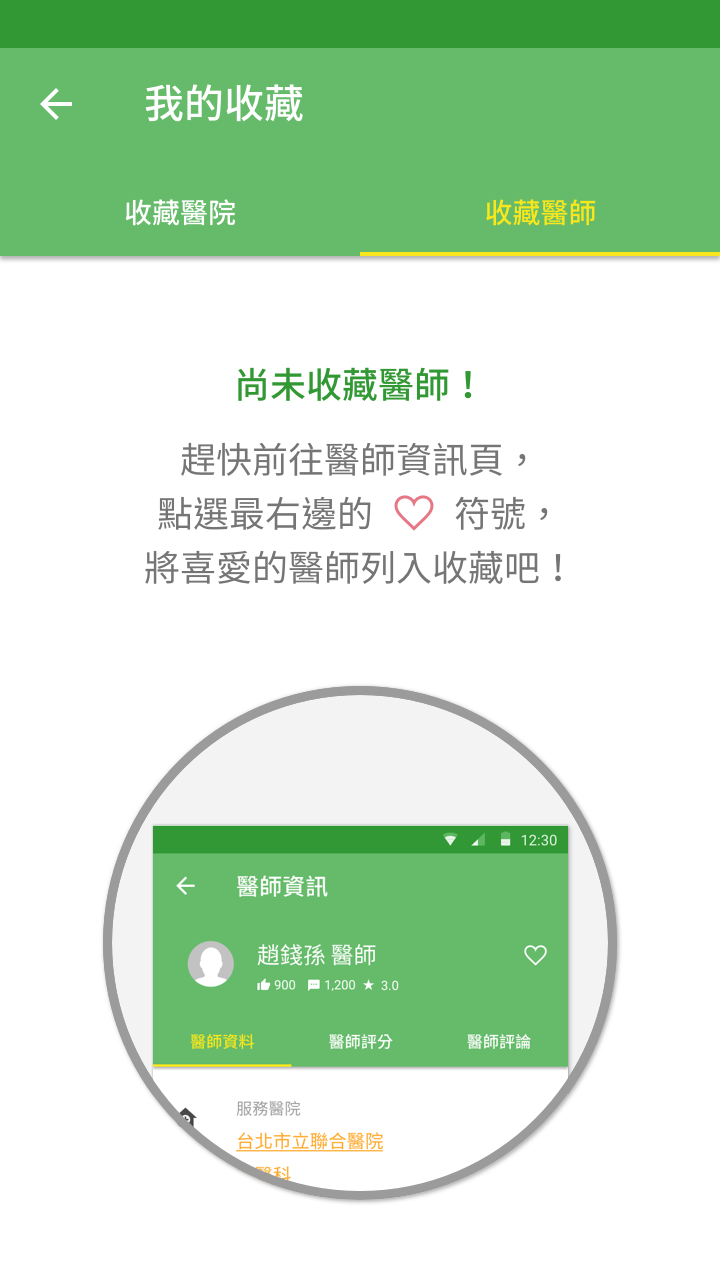 我的收藏
收藏醫院 收藏醫師
尚未收藏醫師！
趕快前往醫師資訊頁，
點選最右邊的 符號，
將喜愛的醫師列入收藏吧！
12:30
醫師資訊
趙錢孫 醫師
900 1,200 3.0
醫師資料 醫師評分 醫師評論
服務醫院
台北市立聯合醫院
醫科